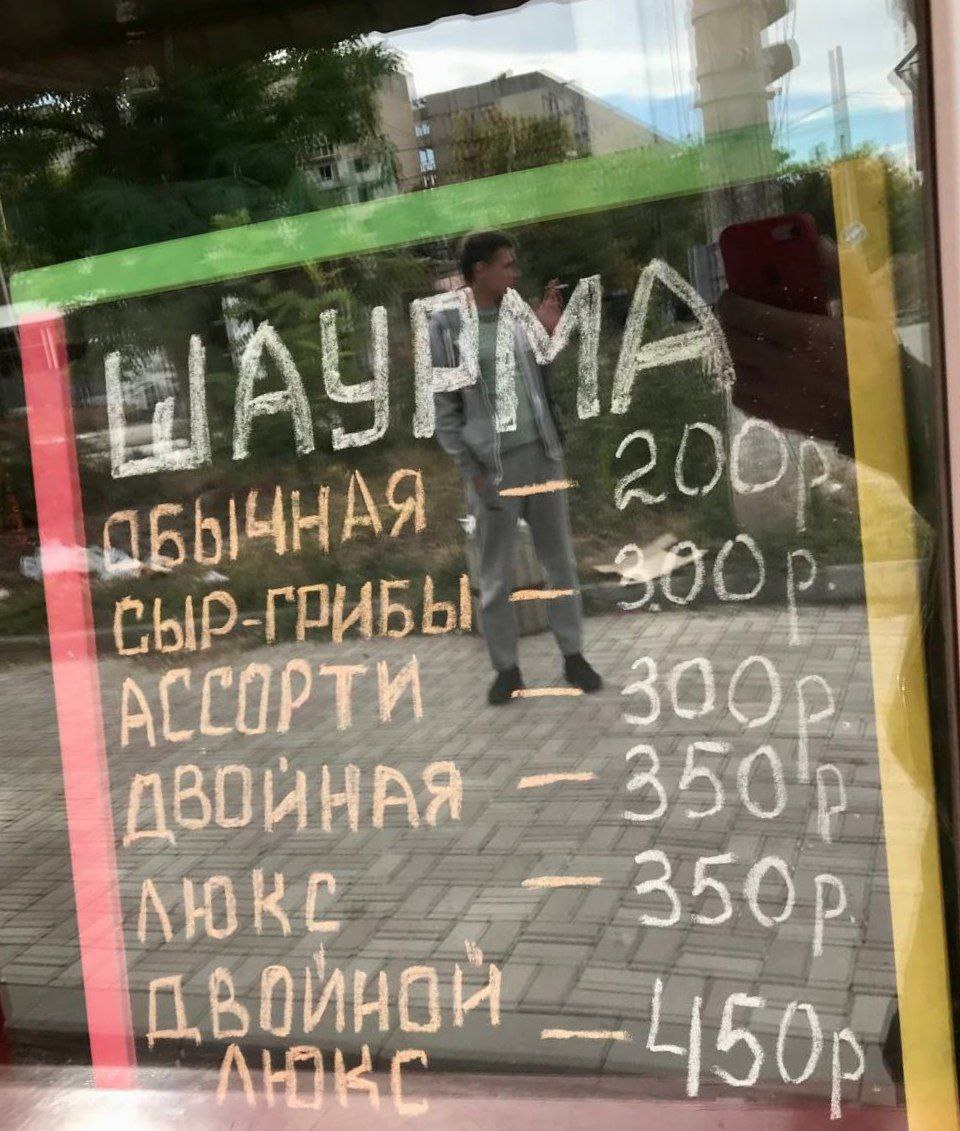 ШАУРМА
ОБЫЧНАЯ — 200р.
СЫР-ГРИБЫ — 300р.
АССОРТИ — 300р.
ДВОЙНАЯ — 350р
ЛЮКС — 350р.
ДВОЙНОЙ
ЛЮКС — 450р